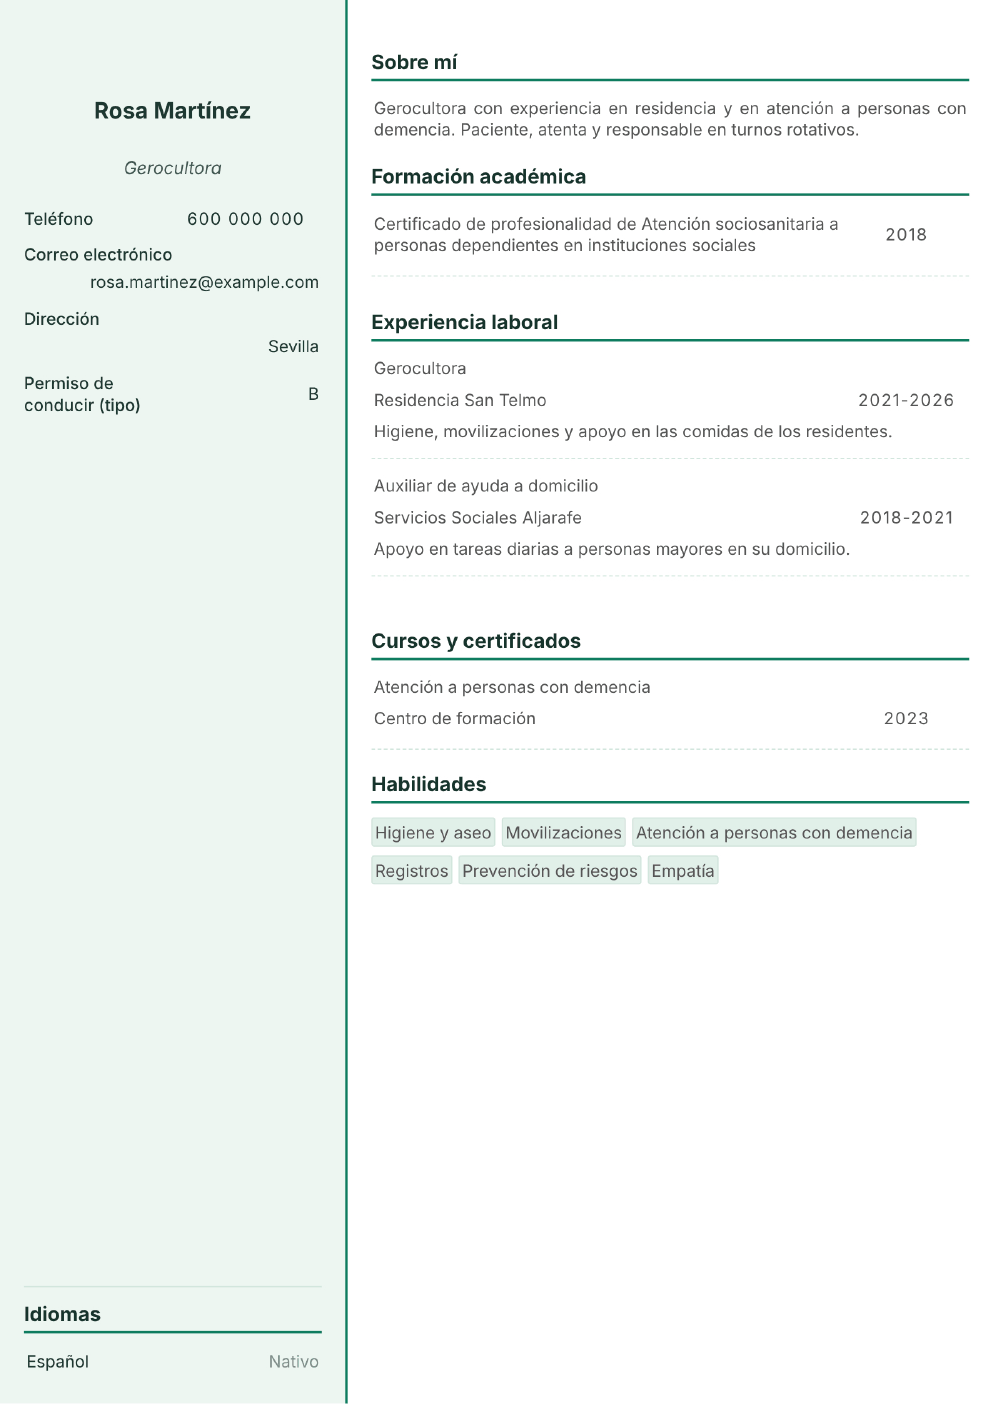 Rosa Martínez
Gerocultora
Teléfono 600 000 000
Correo electrónico
rosa.martinez@example.com
Dirección
Sevilla
Permiso de
conducir (tipo) B
Idiomas
Español Nativo
Sobre mí
Gerocultora con experiencia en residencia y en atención a personas con
demencia. Paciente, atenta y responsable en turnos rotativos.
Formación académica
Certificado de profesionalidad de Atención sociosanitaria a
personas dependientes en instituciones sociales 2018
Experiencia laboral
Gerocultora
Residencia San Telmo 2021-2026
Higiene, movilizaciones y apoyo en las comidas de los residentes.
Auxiliar de ayuda a domicilio
Servicios Sociales Aljarafe 2018-2021
Apoyo en tareas diarias a personas mayores en su domicilio.
Cursos y certificados
Atención a personas con demencia
Centro de formación 2023
Habilidades
Higiene y aseo Movilizaciones Atención a personas con demencia
Registros Prevención de riesgos Empatía